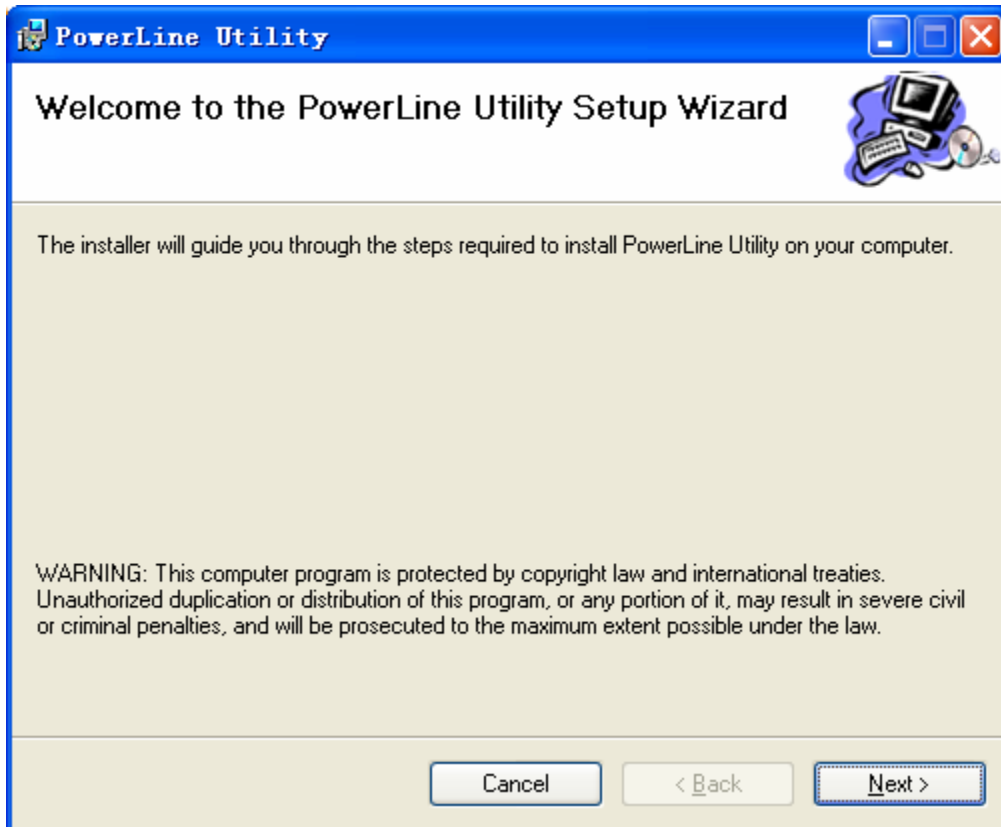 PowerLine Utility
Welcome to the PowerLine Utility Setup Wizard
The installer will guide you through the steps required to install PowerLine Utility on your computer.
WARNING: This computer program is protected by copyright law and international treaties.
Unauthorized duplication or distribution of this program, or any portion of it, may result in severe civil
or criminal penalties, and will be prosecuted to the maximum extent possible under the law.
Cancel < Back Next >